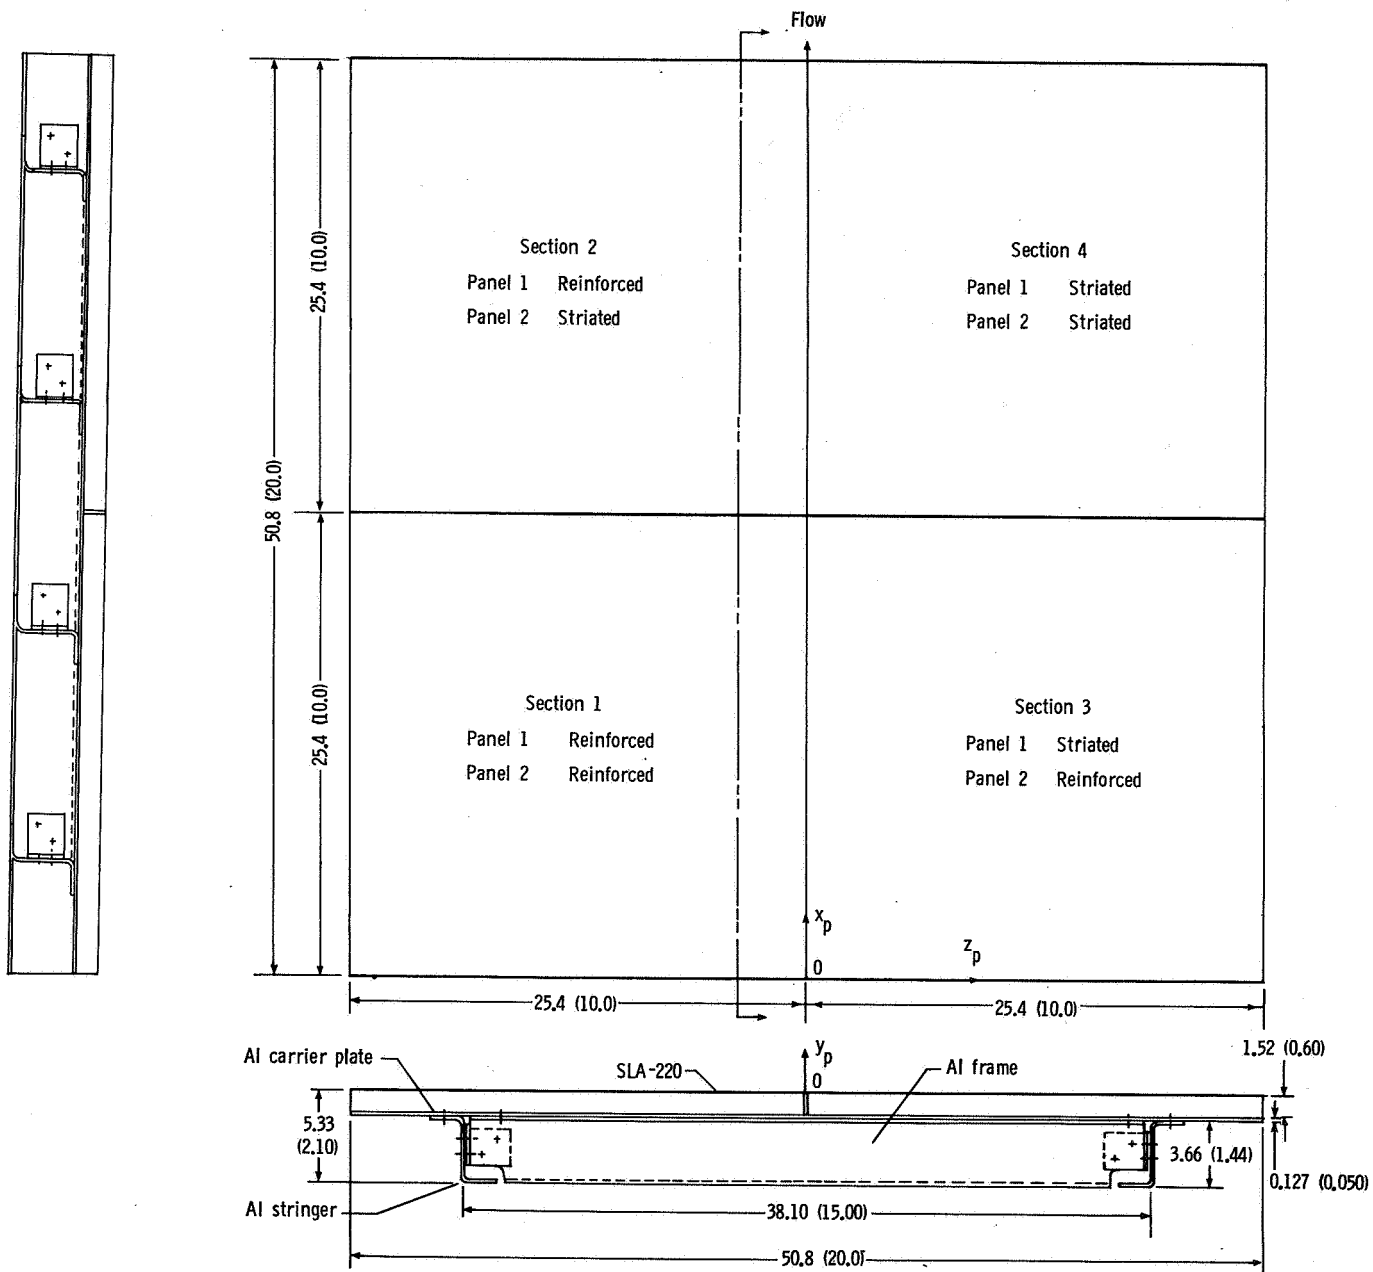 Flow
Section 2
Panel 1 Reinforced
Panel 2 Striated
Section 4
Panel 1 Striated
Panel 2 Striated
25.4 (10.0)
50.8 (20.0)
25.4 (10.0)
Section 1
Panel 1 Reinforced
Panel 2 Reinforced
Section 3
Panel 1 Striated
Panel 2 Reinforced
xp
zp
0
25.4 (10.0)
25.4 (10.0)
yp
0
1.52 (0.60)
Al carrier plate
SLA-220
Al frame
5.33
(2.10)
3.66 (1.44)
0.127 (0.050)
Al stringer
38.10 (15.00)
50.8 (20.0)